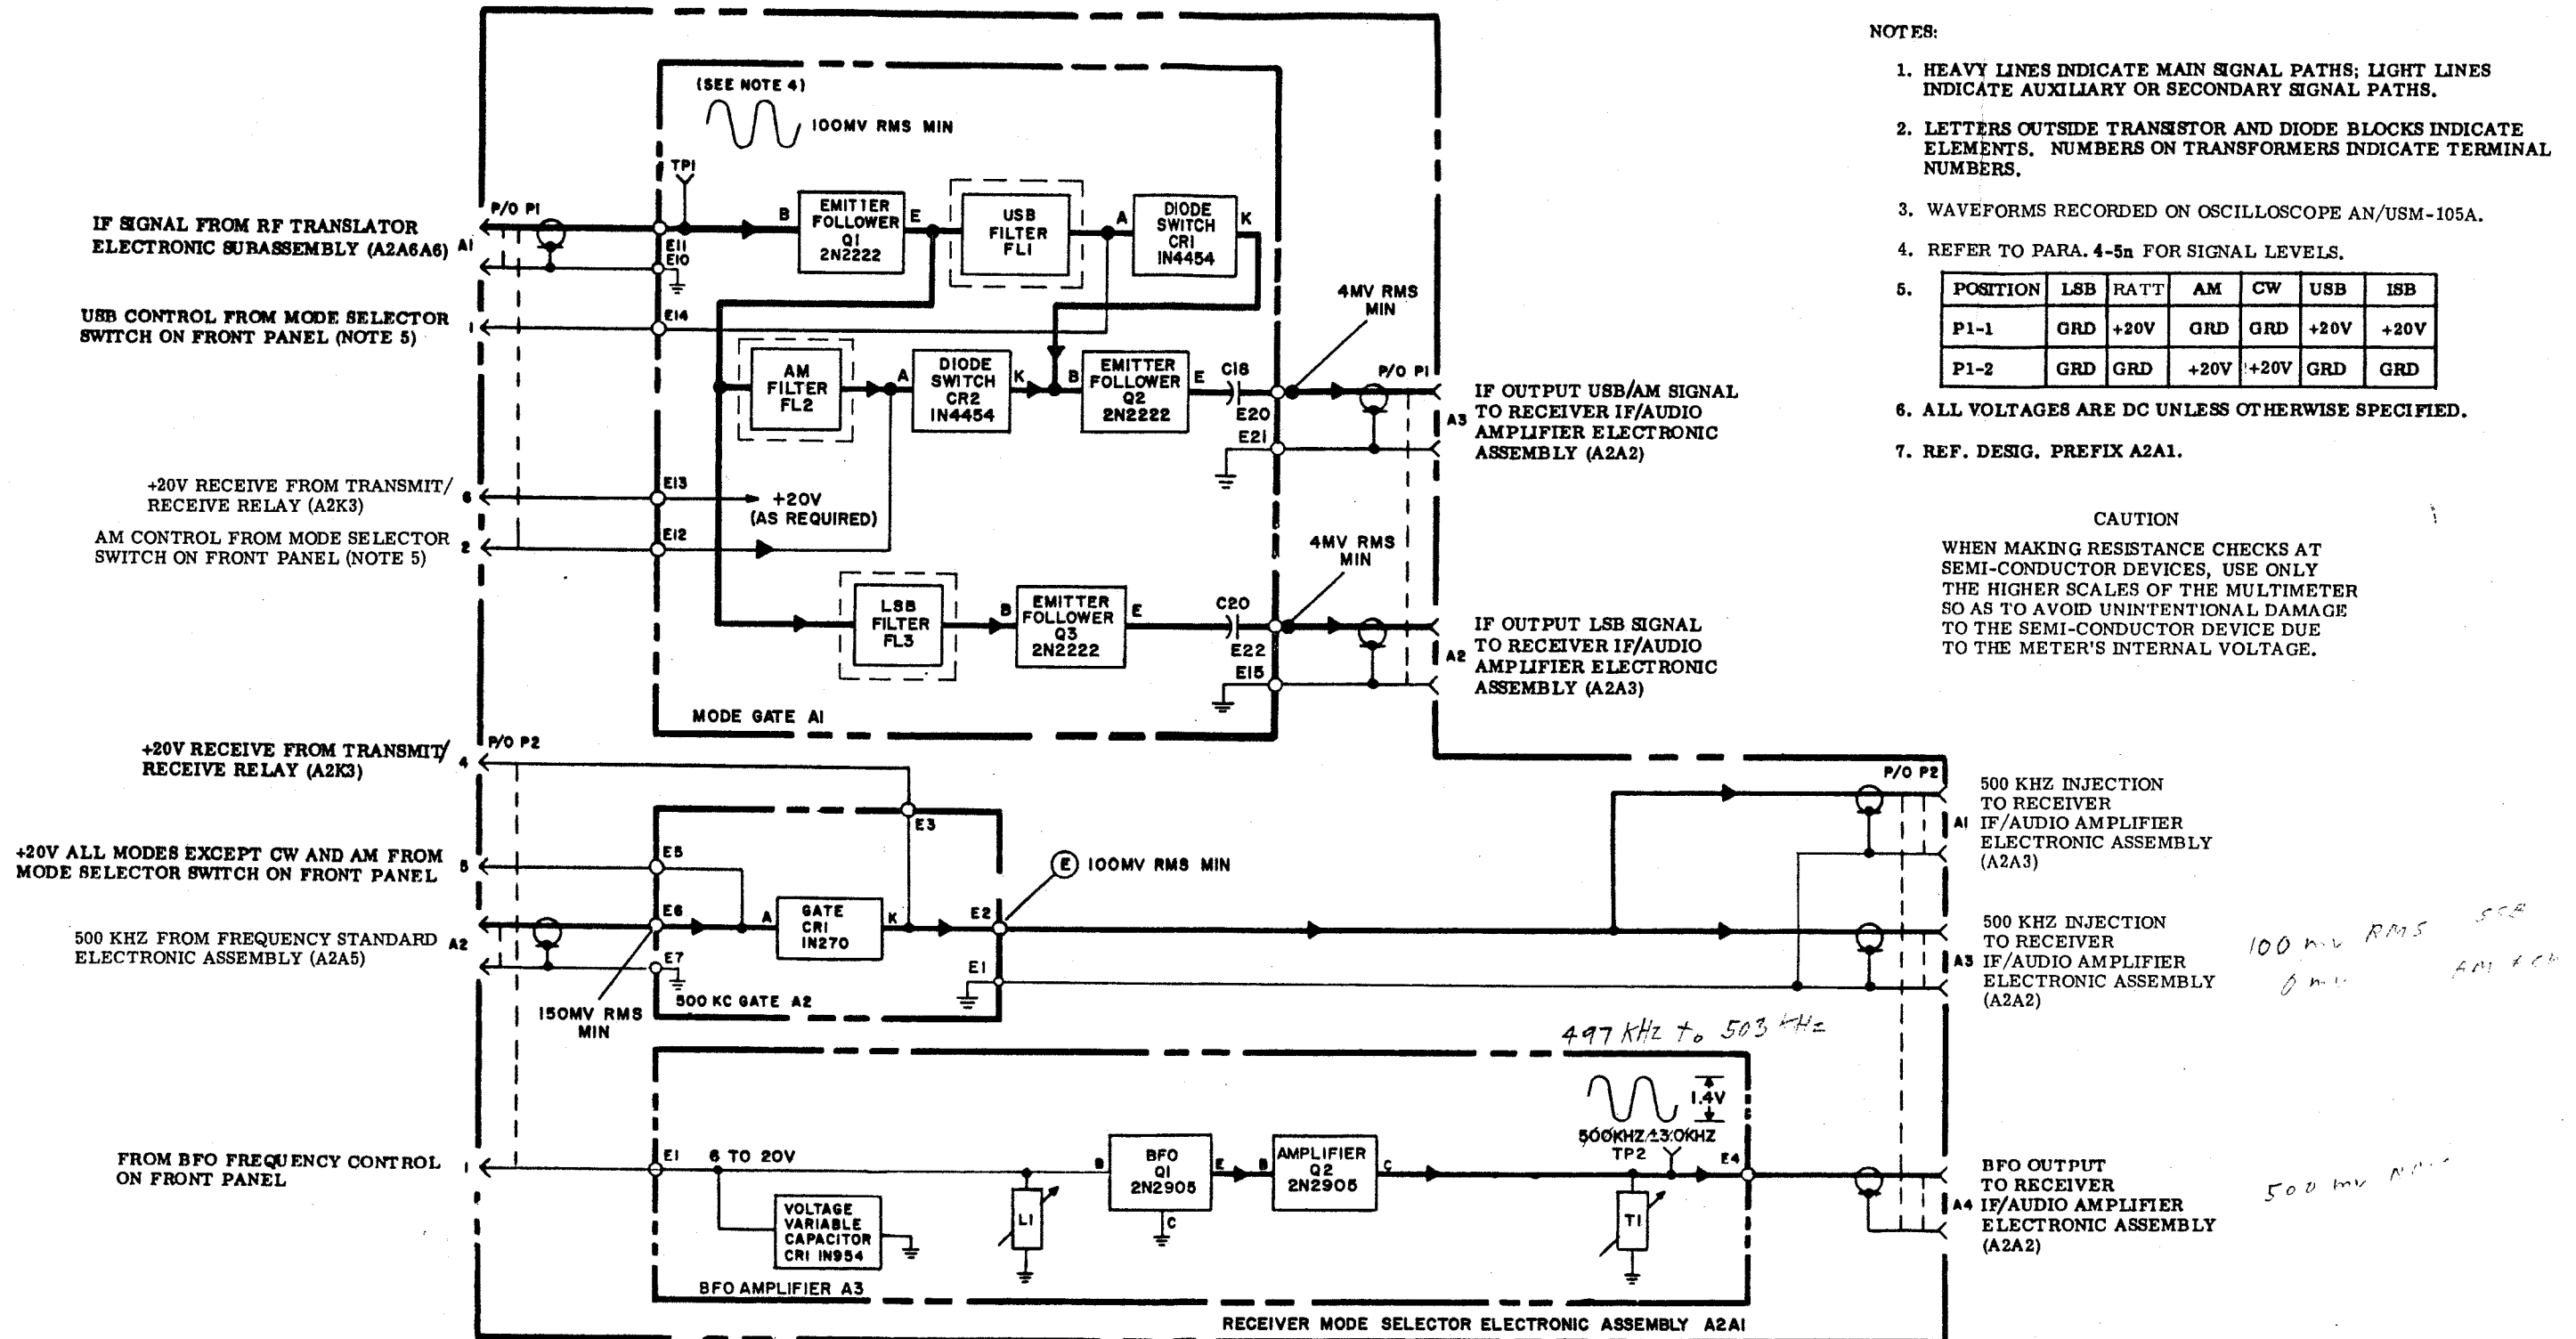 (SEE NOTE 4)
100MV RMS MIN
TP1
P/O P1
IF SIGNAL FROM RF TRANSLATOR
ELECTRONIC SUBASSEMBLY (A2A6A6)
A1
E11
E10
B
EMITTER
FOLLOWER
Q1
2N2222
E
USB
FILTER
FL1
A
DIODE
SWITCH
CR1
IN4454
K
USB CONTROL FROM MODE SELECTOR
SWITCH ON FRONT PANEL (NOTE 5)
1
E14
AM
FILTER
FL2
A
DIODE
SWITCH
CR2
IN4454
K
B
EMITTER
FOLLOWER
Q2
2N2222
E
C18
E20
E21
4MV RMS
MIN
P/O P1
A3
IF OUTPUT USB/AM SIGNAL
TO RECEIVER IF/AUDIO
AMPLIFIER ELECTRONIC
ASSEMBLY (A2A2)
+20V RECEIVE FROM TRANSMIT/
RECEIVE RELAY (A2K3)
6
E13
+20V
(AS REQUIRED)
AM CONTROL FROM MODE SELECTOR
SWITCH ON FRONT PANEL (NOTE 5)
2
E12
LSB
FILTER
FL3
B
EMITTER
FOLLOWER
Q3
2N2222
E
C20
E22
E15
4MV RMS
MIN
A2
IF OUTPUT LSB SIGNAL
TO RECEIVER IF/AUDIO
AMPLIFIER ELECTRONIC
ASSEMBLY (A2A3)
MODE GATE A1
NOTES:
1. HEAVY LINES INDICATE MAIN SIGNAL PATHS; LIGHT LINES
INDICATE AUXILIARY OR SECONDARY SIGNAL PATHS.
2. LETTERS OUTSIDE TRANSISTOR AND DIODE BLOCKS INDICATE
ELEMENTS. NUMBERS ON TRANSFORMERS INDICATE TERMINAL
NUMBERS.
3. WAVEFORMS RECORDED ON OSCILLOSCOPE AN/USM-105A.
4. REFER TO PARA. 4-5n FOR SIGNAL LEVELS.
5.
POSITION LSB RATT AM CW USB ISB
P1-1 GRD +20V GRD GRD +20V +20V
P1-2 GRD GRD +20V +20V GRD GRD
6. ALL VOLTAGES ARE DC UNLESS OTHERWISE SPECIFIED.
7. REF. DESIG. PREFIX A2A1.
CAUTION
WHEN MAKING RESISTANCE CHECKS AT
SEMI-CONDUCTOR DEVICES, USE ONLY
THE HIGHER SCALES OF THE MULTIMETER
SO AS TO AVOID UNINTENTIONAL DAMAGE
TO THE SEMI-CONDUCTOR DEVICE DUE
TO THE METER'S INTERNAL VOLTAGE.
P/O P2
+20V RECEIVE FROM TRANSMIT/
RECEIVE RELAY (A2K3)
4
E3
+20V ALL MODES EXCEPT CW AND AM FROM
MODE SELECTOR SWITCH ON FRONT PANEL
5
E5
500 KHZ FROM FREQUENCY STANDARD
ELECTRONIC ASSEMBLY (A2A5)
A2
E6
E7
150MV RMS
MIN
A
GATE
CR1
IN270
K
E2
E1
500 KC GATE A2
E
100MV RMS MIN
P/O P2
A1
500 KHZ INJECTION
TO RECEIVER
IF/AUDIO AMPLIFIER
ELECTRONIC ASSEMBLY
(A2A3)
A3
500 KHZ INJECTION
TO RECEIVER
IF/AUDIO AMPLIFIER
ELECTRONIC ASSEMBLY
(A2A2)
100 mv RMS
AM
497 KHz to 503 KHz
FROM BFO FREQUENCY CONTROL
ON FRONT PANEL
1
E1
6 TO 20V
VOLTAGE
VARIABLE
CAPACITOR
CR1 IN954
L1
B
BFO
Q1
2N2905
E
C
B
AMPLIFIER
Q2
2N2905
C
1.4V
500KHZ±3.0KHZ
TP2
T1
E4
A4
BFO OUTPUT
TO RECEIVER
IF/AUDIO AMPLIFIER
ELECTRONIC ASSEMBLY
(A2A2)
500 mv
BFO AMPLIFIER A3
RECEIVER MODE SELECTOR ELECTRONIC ASSEMBLY A2A1